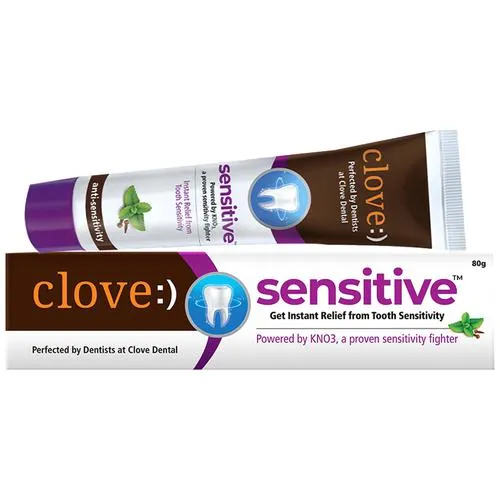 clove:)
Perfected by Dentists
at Clove Dental
sensitive™
Powered by KNO3,
a proven sensitivity fighter
Instant Relief from
Tooth Sensitivity
anti-sensitivity
80g
clove:)
sensitive™
Get Instant Relief from Tooth Sensitivity
Powered by KNO3, a proven sensitivity fighter
Perfected by Dentists at Clove Dental